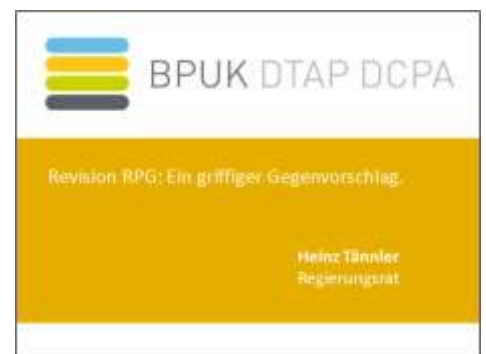 BPUK DTAP DCPA
Revision RPG: Ein griffiger Gegenvorschlag.
Heinz Tännler
Regierungsrat